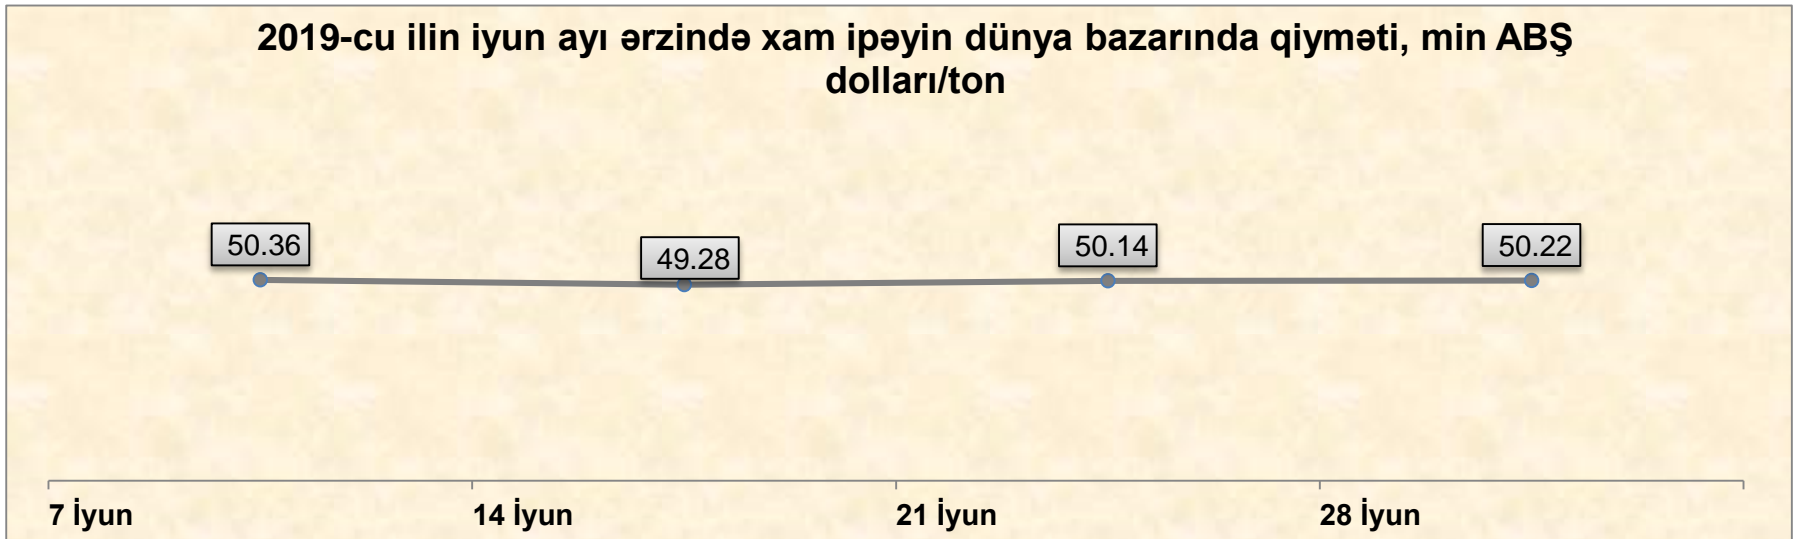 2019-cu ilin iyun ayı ərzində xam ipəyin dünya bazarında qiyməti, min ABŞ
dolları/ton
50.36
49.28
50.14
50.22
7 İyun
14 İyun
21 İyun
28 İyun